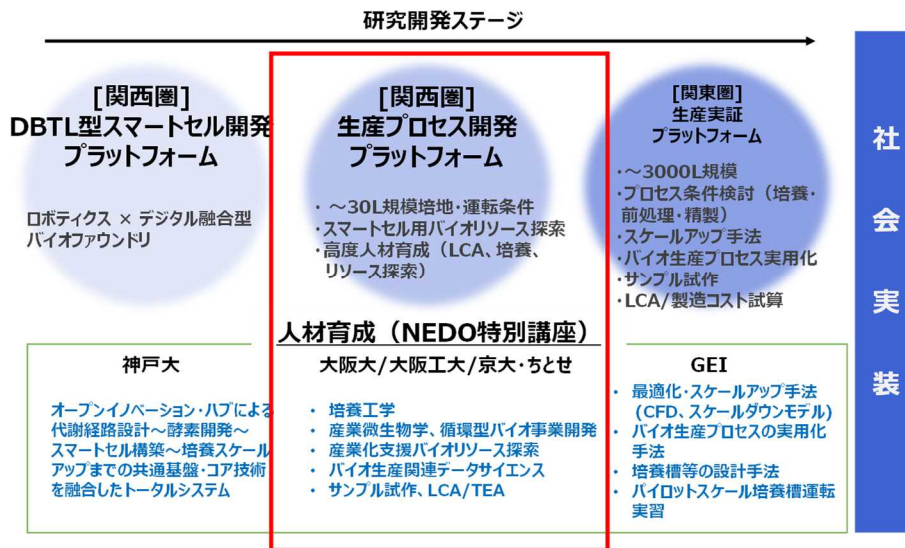 研究開発ステージ
[関西圏]
DBTL型スマートセル開発
プラットフォーム
ロボティクス × デジタル融合型
バイオファウンドリ
[関西圏]
生産プロセス開発
プラットフォーム
・ ～30L規模培地・運転条件
・スマートセル用バイオリソース探索
・高度人材育成（LCA、培養、
リソース探索）
[関東圏]
生産実証
プラットフォーム
・～3000L規模
・プロセス条件検討（培養・
前処理・精製）
・スケールアップ手法
・バイオ生産プロセス実用化
・サンプル試作
・LCA/製造コスト試算
人材育成（NEDO特別講座）
神戸大
オープンイノベーション・ハブによる
代謝経路設計～酵素開発～
スマートセル構築～培養スケール
アップまでの共通基盤・コア技術
を融合したトータルシステム
大阪大/大阪工大/京大・ちとせ
• 培養工学
• 産業微生物学、循環型バイオ事業開発
• 産業化支援バイオリソース探索
• バイオ生産関連データサイエンス
• サンプル試作、LCA/TEA
GEI
• 最適化・スケールアップ手法
(CFD、スケールダウンモデル)
• バイオ生産プロセスの実用化
手法
• 培養槽等の設計手法
• パイロットスケール培養槽運転
実習
社会実装